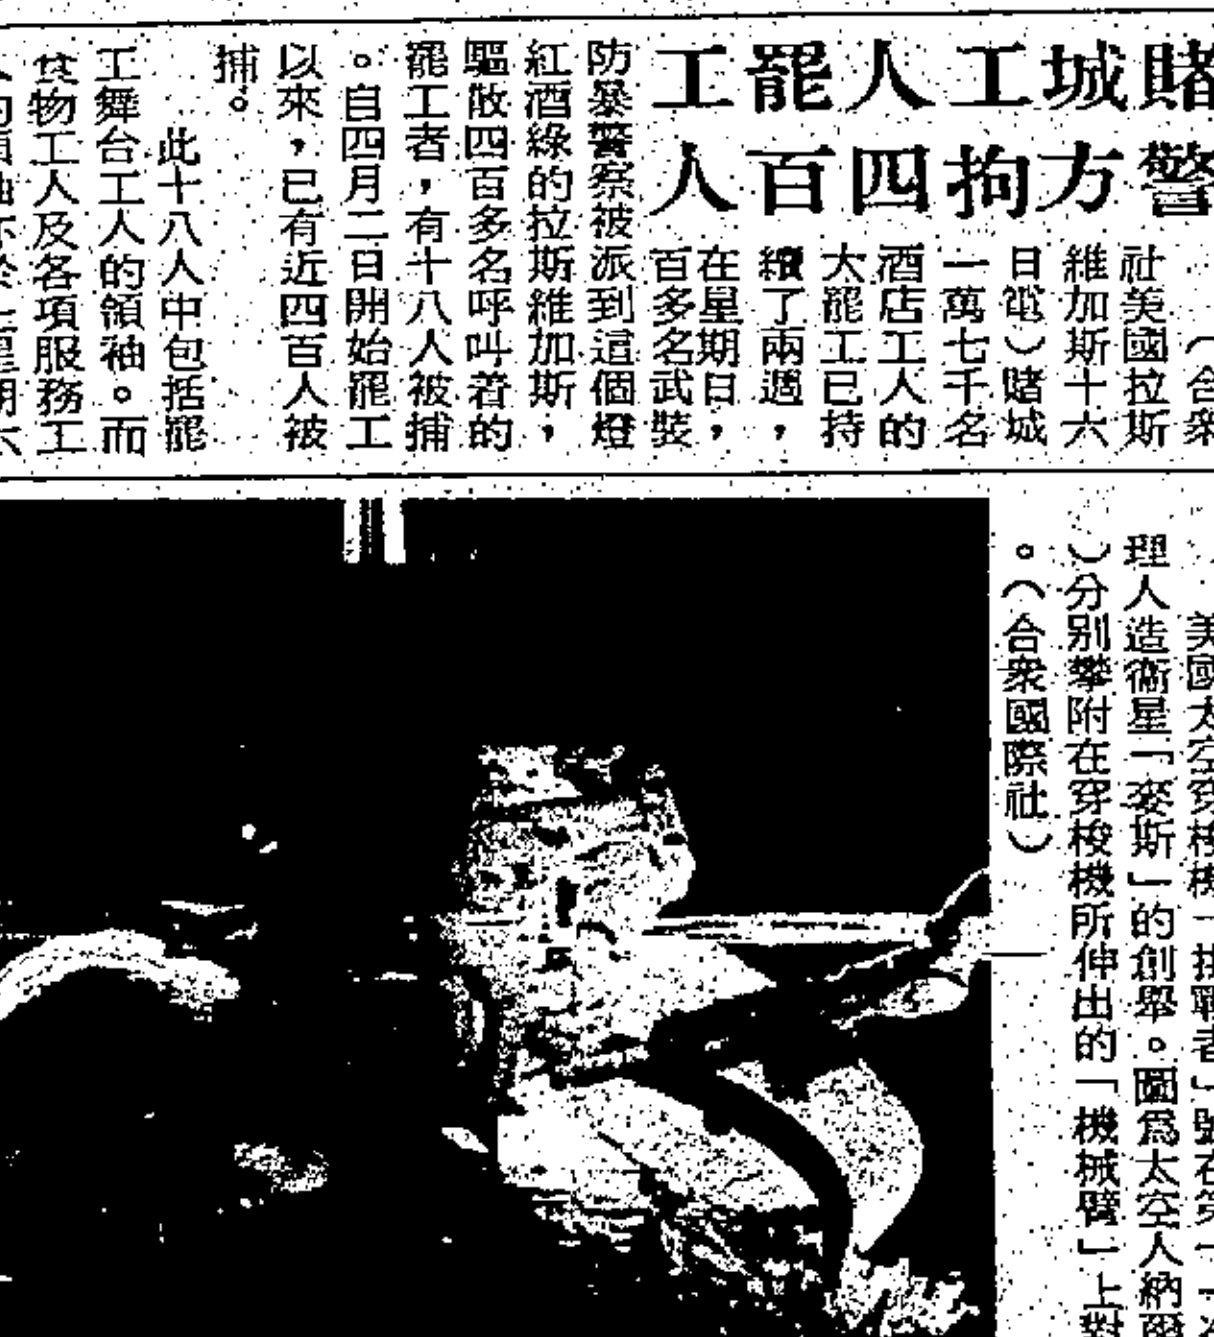 賭城工人罷工
警方拘四百人
（合衆
社美國拉斯
維加斯十六
日電）賭城
一萬七千名
酒店工人的
大罷工已持
續了兩週，
在星期日，
百多名武裝
防暴警察被派到這個燈
紅酒綠的拉斯維加斯，
驅散四百多名呼叫着的
罷工者，有十八人被捕
。自四月二日開始罷工
以來，已有近四百人被
捕。
此十八人中包括罷
工舞台工人的領袖。而
食物工人及各項服務工
美國太空穿梭機「挑戰者」號在第
理人造衞星「麥斯」的創舉。圖爲太空人納爾
）分別攀附在穿梭機所伸出的「機械臂」上對
。（合衆國際社）